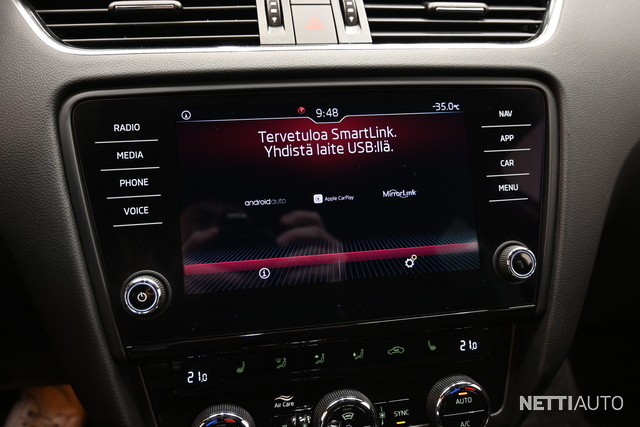 RADIO
MEDIA
PHONE
VOICE
9:48
-35.0°C
Tervetuloa SmartLink.
Yhdistä laite USB:llä.
androidauto
Apple CarPlay
MirrorLink
NAV
APP
CAR
MENU
21.0
21.0
Air Care
SYNC
AUTO
A/C
NETTIAUTO